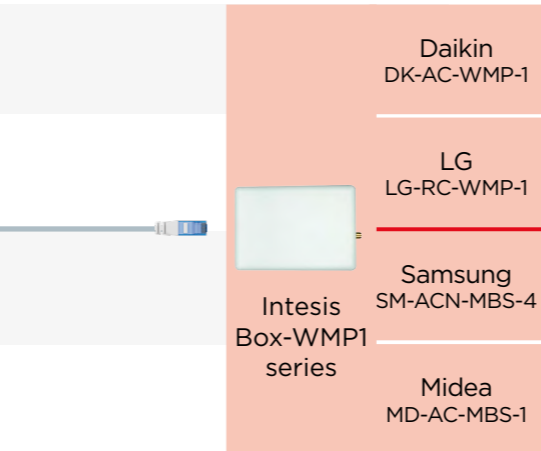 Daikin
DK-AC-WMP-1
LG
LG-RC-WMP-1
Samsung
SM-ACN-MBS-4
Intesis
Box-WMP1
series
Midea
MD-AC-MBS-1